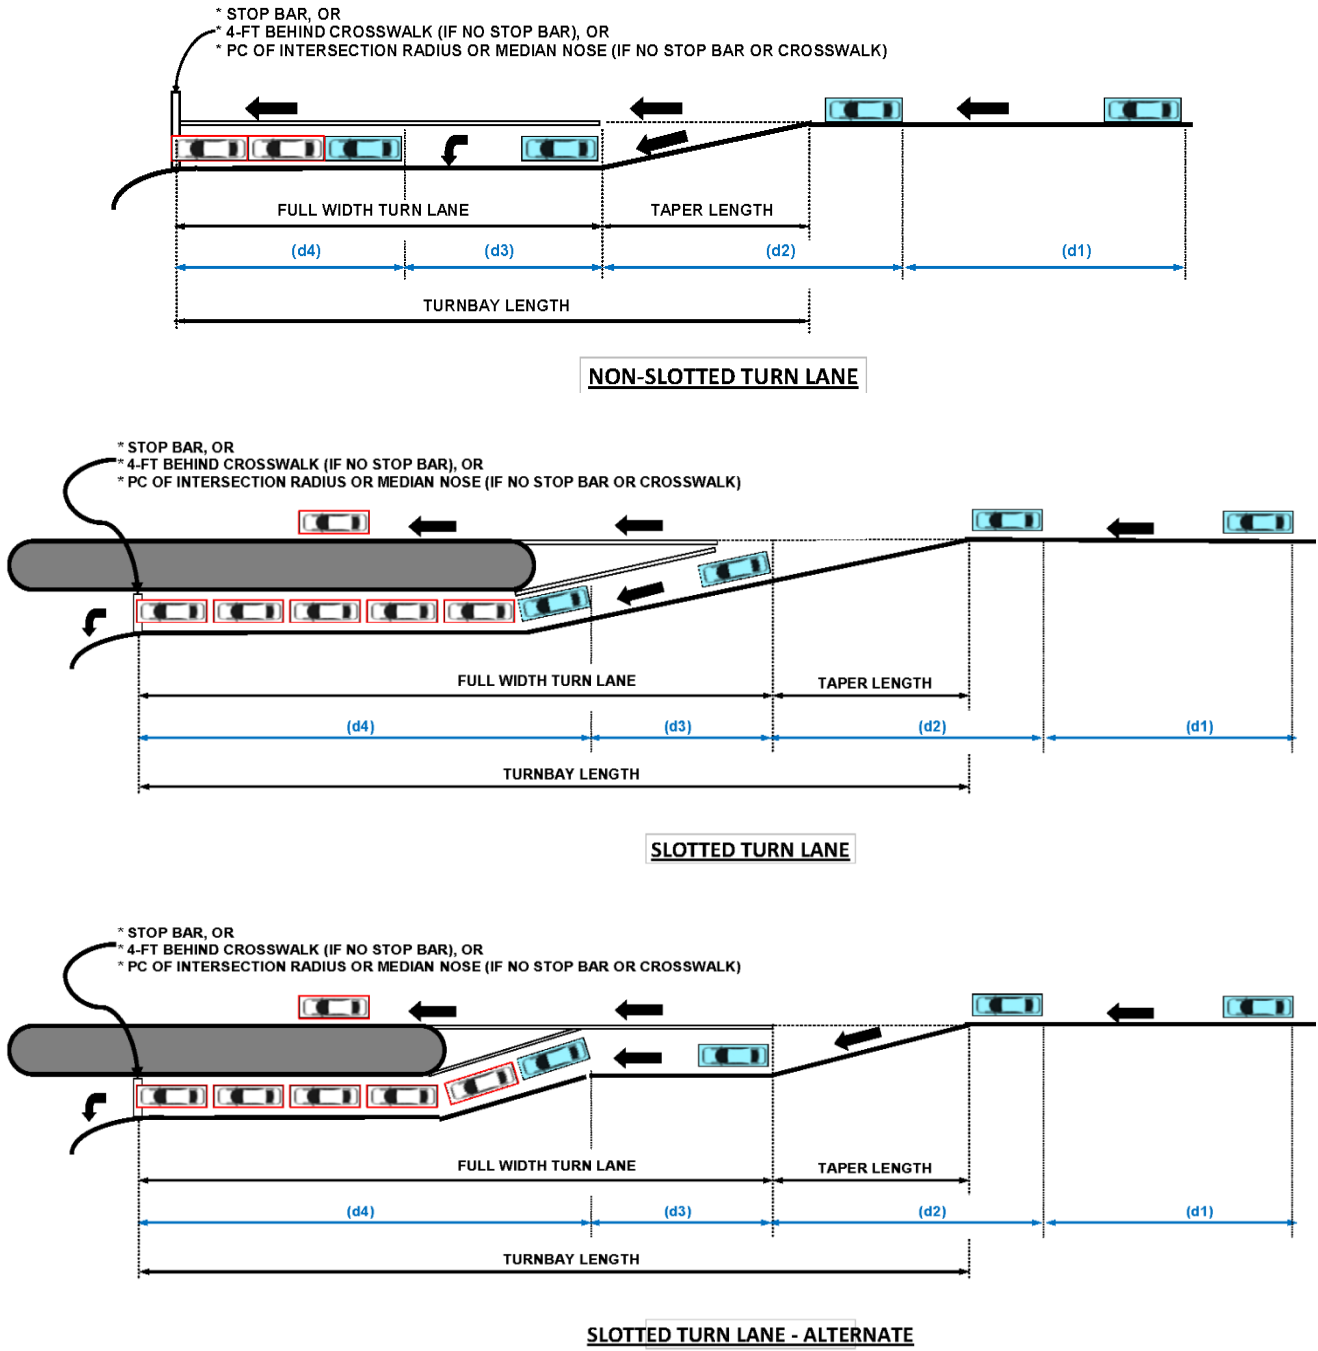 * STOP BAR, OR
* 4-FT BEHIND CROSSWALK (IF NO STOP BAR), OR
* PC OF INTERSECTION RADIUS OR MEDIAN NOSE (IF NO STOP BAR OR CROSSWALK)
FULL WIDTH TURN LANE TAPER LENGTH
(d4) (d3) (d2) (d1)
TURNBAY LENGTH
NON-SLOTTED TURN LANE
* STOP BAR, OR
* 4-FT BEHIND CROSSWALK (IF NO STOP BAR), OR
* PC OF INTERSECTION RADIUS OR MEDIAN NOSE (IF NO STOP BAR OR CROSSWALK)
FULL WIDTH TURN LANE TAPER LENGTH
(d4) (d3) (d2) (d1)
TURNBAY LENGTH
SLOTTED TURN LANE
* STOP BAR, OR
* 4-FT BEHIND CROSSWALK (IF NO STOP BAR), OR
* PC OF INTERSECTION RADIUS OR MEDIAN NOSE (IF NO STOP BAR OR CROSSWALK)
FULL WIDTH TURN LANE TAPER LENGTH
(d4) (d3) (d2) (d1)
TURNBAY LENGTH
SLOTTED TURN LANE - ALTERNATE